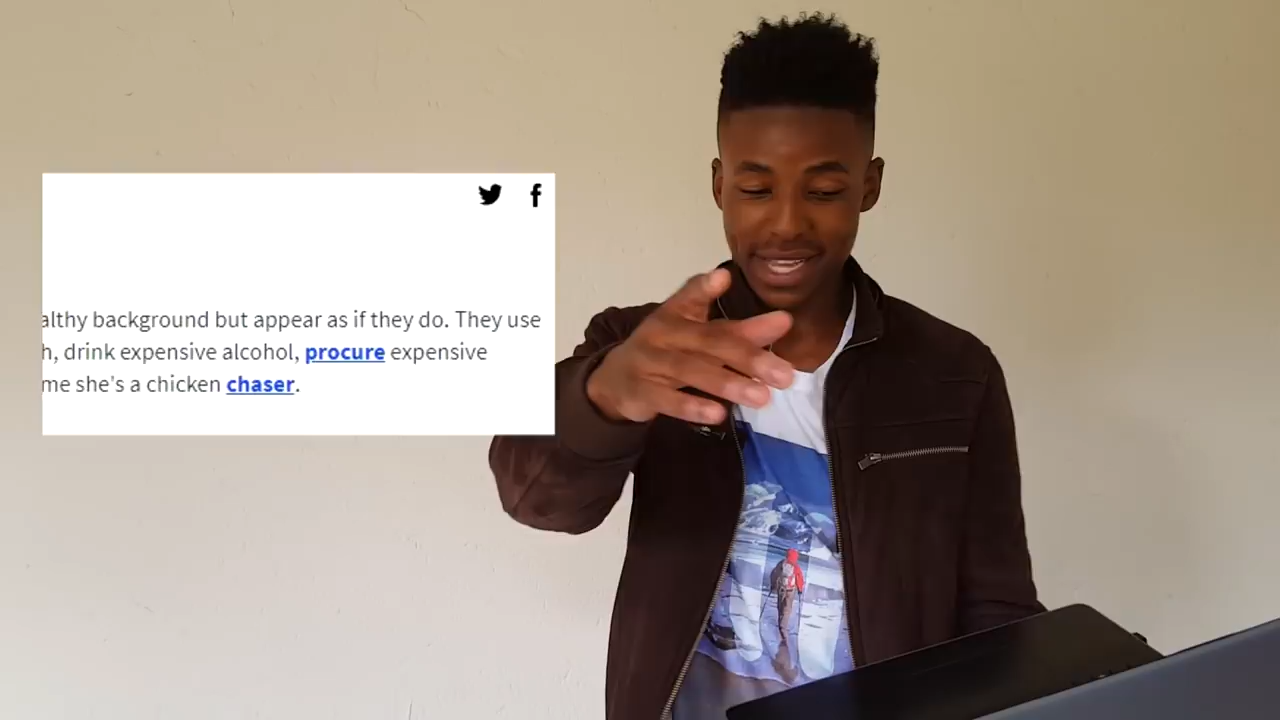 althy background but appear as if they do. They use
h, drink expensive alcohol, procure expensive
me she's a chicken chaser.